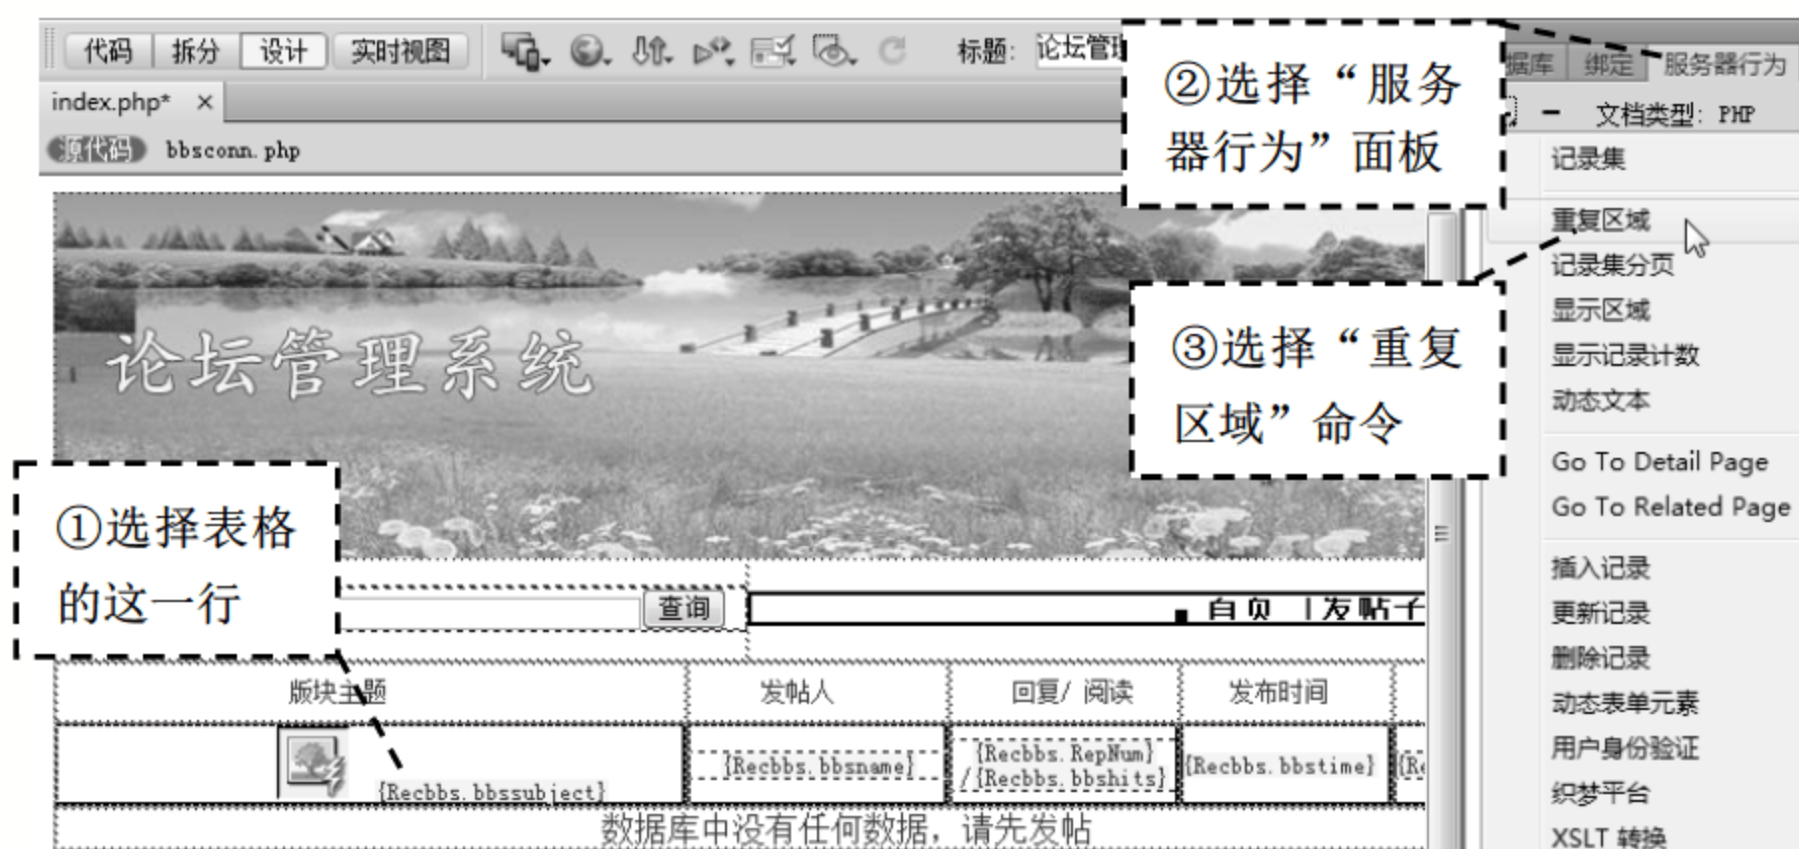 代码 拆分 设计 实时视图 标题: 论坛管理
据库 绑定 服务器行为
index.php* ×
文档类型: PHP
源代码 bbsconn.php
②选择“服务
器行为”面板
记录集
重复区域
记录集分页
显示区域
显示记录计数
动态文本
Go To Detail Page
Go To Related Page
插入记录
更新记录
删除记录
动态表单元素
用户身份验证
织梦平台
XSLT 转换
③选择“重复
区域”命令
论坛管理系统
①选择表格
的这一行
查询 首页 |发帖子
版块主题 发帖人 回复/ 阅读 发布时间
{Recbbs.bbssubject} {Recbbs.bbsname} {Recbbs.RepNum}
/{Recbbs.bbshits} {Recbbs.bbstime} {Re
数据库中没有任何数据，请先发帖